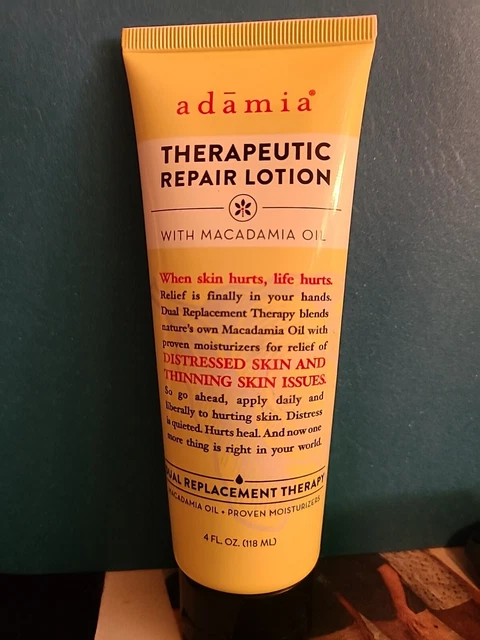 adāmia®
THERAPEUTIC
REPAIR LOTION
WITH MACADAMIA OIL
When skin hurts, life hurts.
Relief is finally in your hands.
Dual Replacement Therapy blends
nature's own Macadamia Oil with
proven moisturizers for relief of
DISTRESSED SKIN AND
THINNING SKIN ISSUES.
So go ahead, apply daily and
liberally to hurting skin. Distress
is quieted. Hurts heal. And now one
more thing is right in your world.
DUAL REPLACEMENT THERAPY
MACADAMIA OIL • PROVEN MOISTURIZERS
4 FL. OZ. (118 ML)